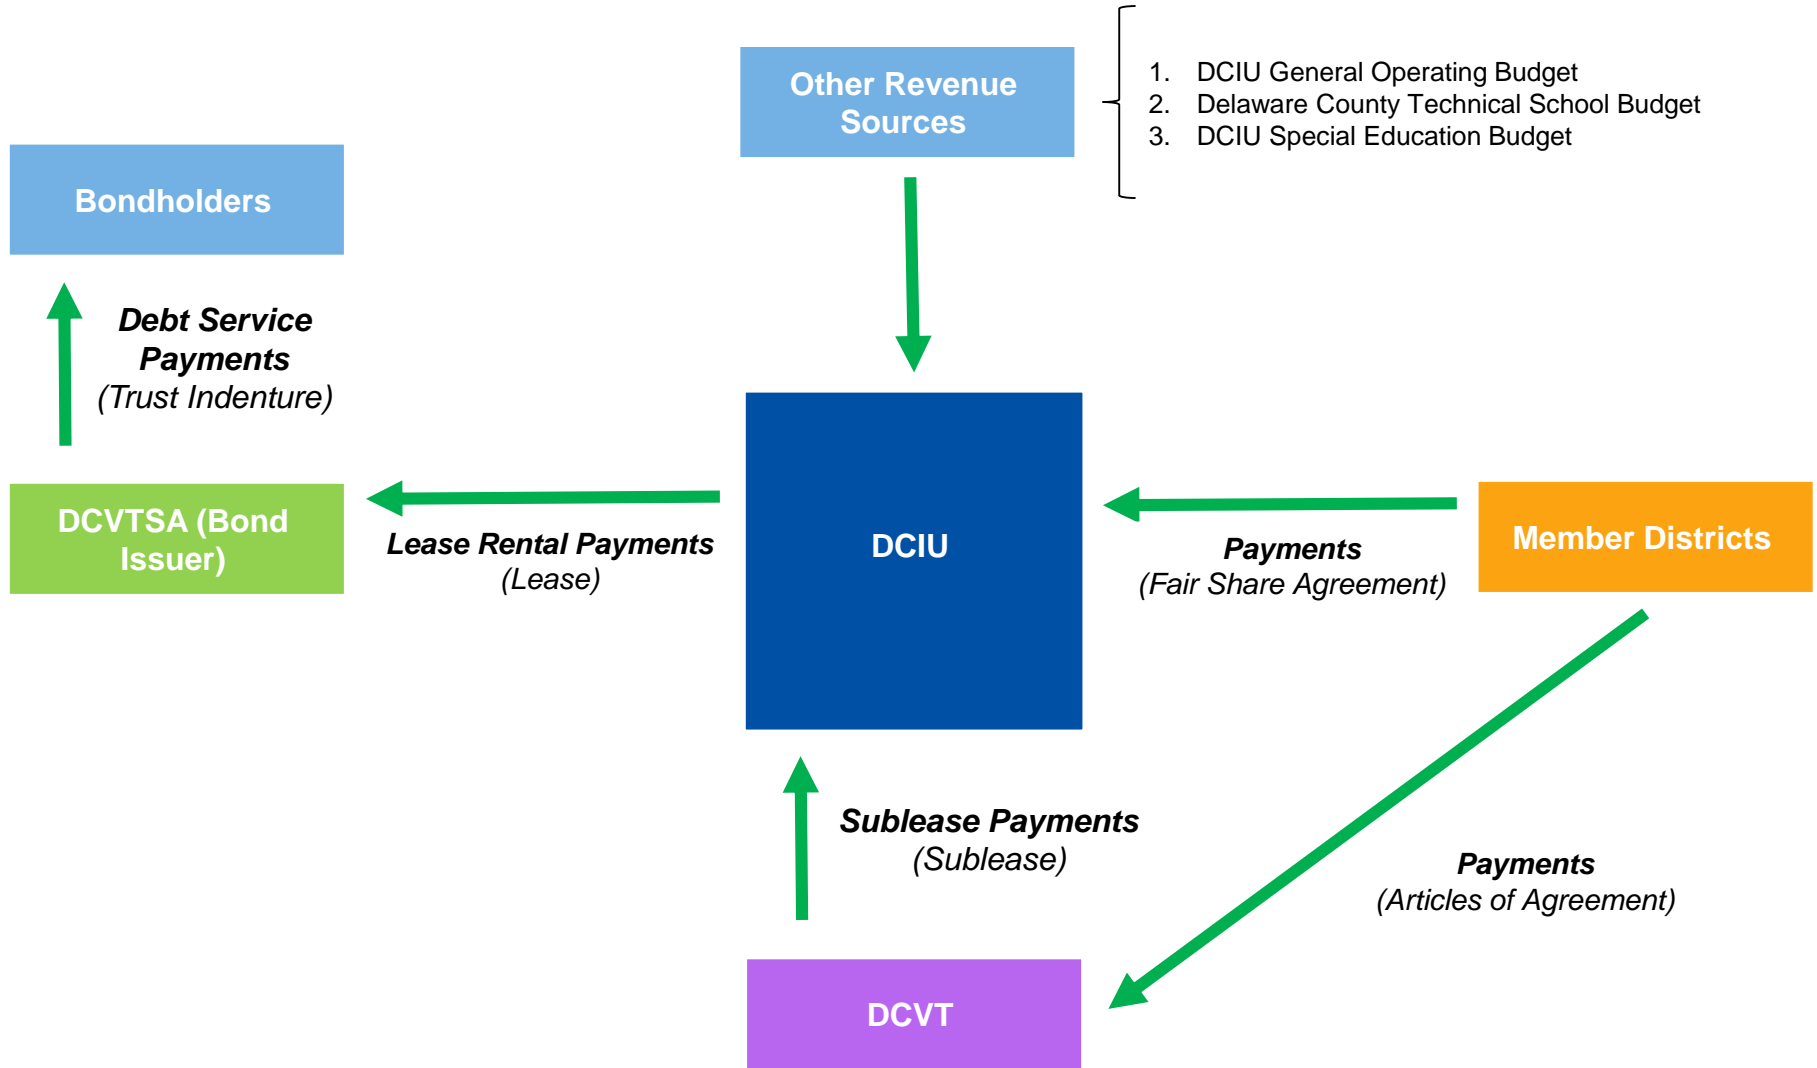 Other Revenue
Sources
1. DCIU General Operating Budget
2. Delaware County Technical School Budget
3. DCIU Special Education Budget
Bondholders
Debt Service
Payments
(Trust Indenture)
DCVTSA (Bond
Issuer)
Lease Rental Payments
(Lease)
DCIU
Payments
(Fair Share Agreement)
Member Districts
Sublease Payments
(Sublease)
Payments
(Articles of Agreement)
DCVT